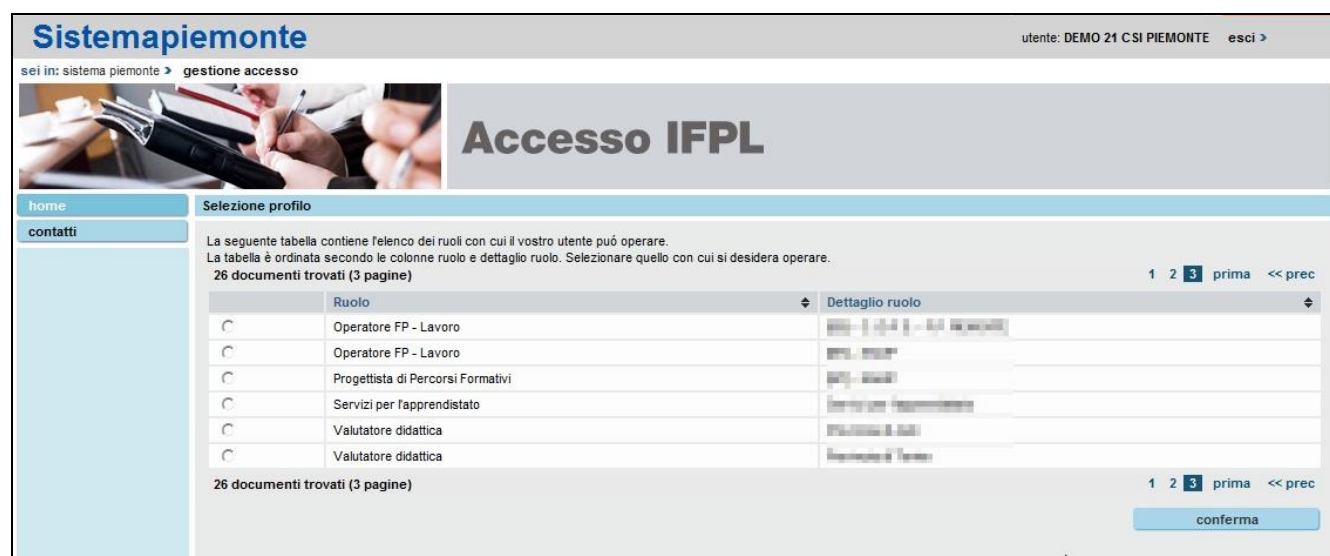 Sistemapiemonte
utente: DEMO 21 CSI PIEMONTE esci >
sei in: sistema piemonte > gestione accesso
Accesso IFPL
home
contatti
Selezione profilo
La seguente tabella contiene l'elenco dei ruoli con cui il vostro utente puó operare.
La tabella è ordinata secondo le colonne ruolo e dettaglio ruolo. Selezionare quello con cui si desidera operare.
26 documenti trovati (3 pagine) 1 2 3 prima << prec
Ruolo Dettaglio ruolo
Operatore FP - Lavoro
Operatore FP - Lavoro
Progettista di Percorsi Formativi
Servizi per l'apprendistato
Valutatore didattica
Valutatore didattica
26 documenti trovati (3 pagine) 1 2 3 prima << prec
conferma